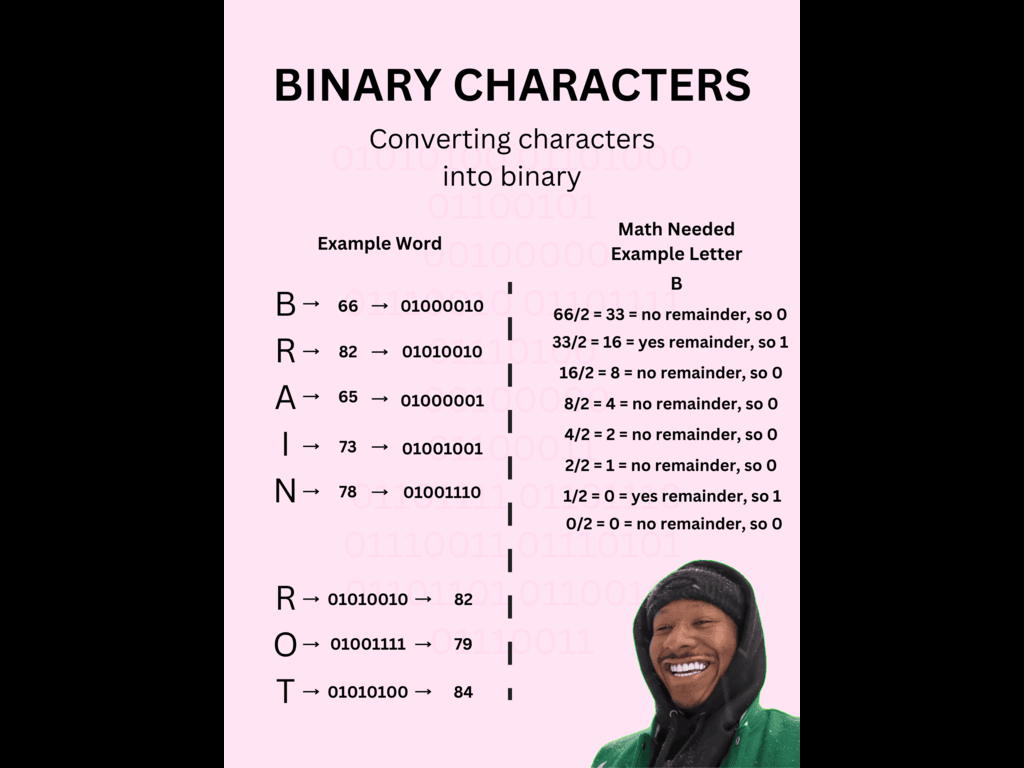 BINARY CHARACTERS
Converting characters
into binary
Example Word
B → 66 → 01000010
R → 82 → 01010010
A → 65 → 01000001
I → 73 → 01001001
N → 78 → 01001110
R → 01010010 → 82
O → 01001111 → 79
T → 01010100 → 84
Math Needed
Example Letter
B
66/2 = 33 = no remainder, so 0
33/2 = 16 = yes remainder, so 1
16/2 = 8 = no remainder, so 0
8/2 = 4 = no remainder, so 0
4/2 = 2 = no remainder, so 0
2/2 = 1 = no remainder, so 0
1/2 = 0 = yes remainder, so 1
0/2 = 0 = no remainder, so 0
01100101
01110011 01110101
01110011